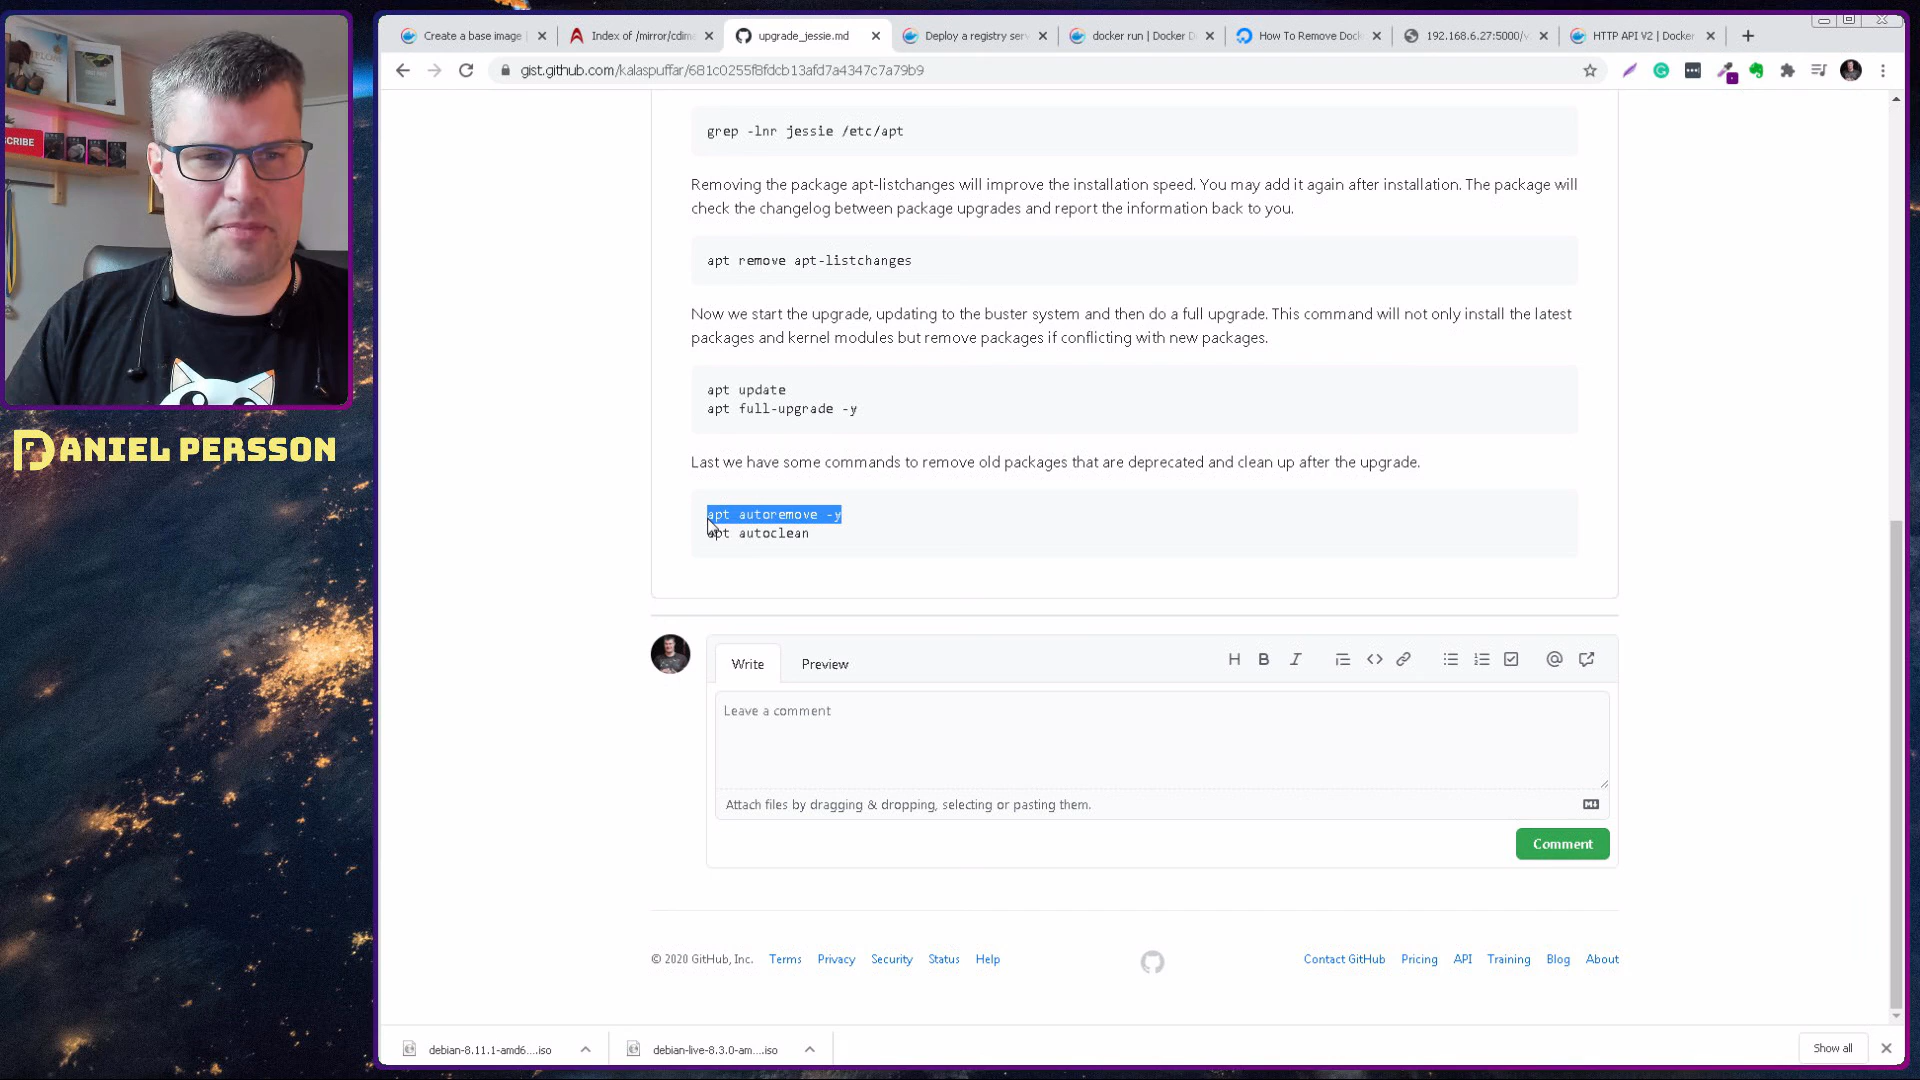 Create a base image
Index of /mirror/cdim
upgrade_jessie.md
Deploy a registry serv
docker run | Docker D
How To Remove Dock
192.168.6.27:5000/v
HTTP API V2 | Docker
gist.github.com/kalaspuffar/681c0255f8fdcb13afd7a4347c7a79b9
CRIBE
grep -lnr jessie /etc/apt
Removing the package apt-listchanges will improve the installation speed. You may add it again after installation. The package will
check the changelog between package upgrades and report the information back to you.
apt remove apt-listchanges
Now we start the upgrade, updating to the buster system and then do a full upgrade. This command will not only install the latest
packages and kernel modules but remove packages if conflicting with new packages.
apt update
apt full-upgrade -y
DANIEL PERSSON
Last we have some commands to remove old packages that are deprecated and clean up after the upgrade.
apt autoremove -y
apt autoclean
Write
Preview
H B I
Leave a comment
Attach files by dragging & dropping, selecting or pasting them.
Comment
© 2020 GitHub, Inc. Terms Privacy Security Status Help
Contact GitHub Pricing API Training Blog About
debian-8.11.1-amd6....iso
debian-live-8.3.0-am....iso
Show all